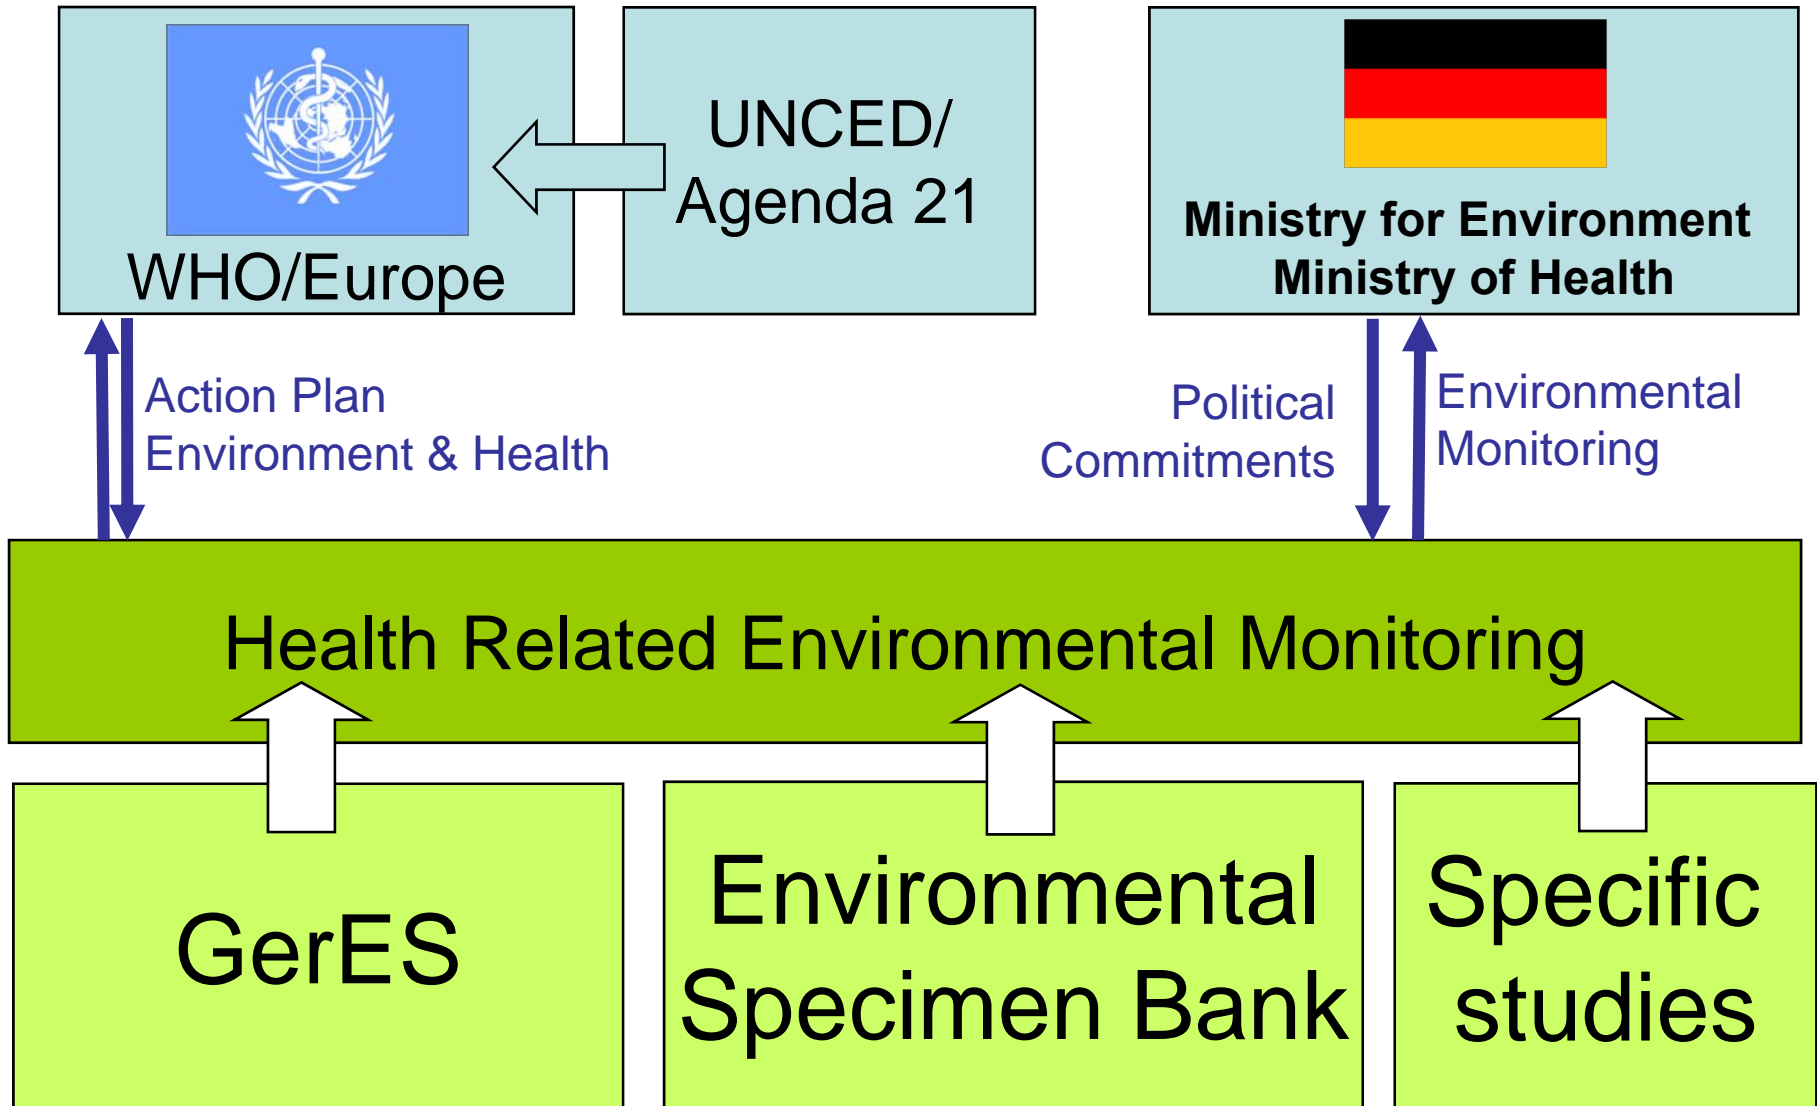 WHO/Europe
UNCED/
Agenda 21
Ministry for Environment
Ministry of Health
Action Plan
Environment & Health
Political
Commitments
Environmental
Monitoring
Health Related Environmental Monitoring
GerES
Environmental
Specimen Bank
Specific
studies